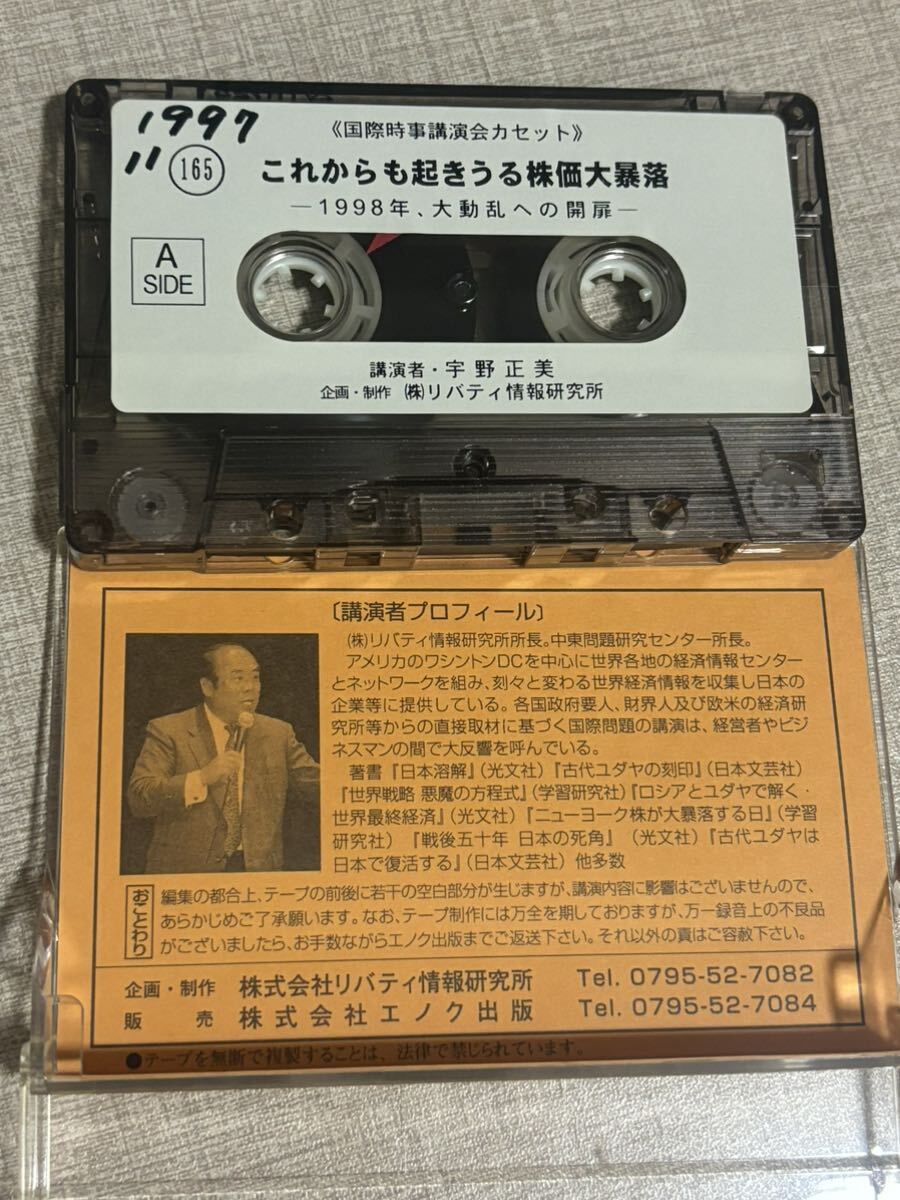 1997
11
165
《国際時事講演会カセット》
これからも起きうる株価大暴落
―1998年、大動乱への開扉―
A
SIDE
講演者・宇野正美
企画・制作 ㈱リバティ情報研究所
〔講演者プロフィール〕
㈱リバティ情報研究所所長。中東問題研究センター所長。
アメリカのワシントンDCを中心に世界各地の経済情報センター
とネットワークを組み、刻々と変わる世界経済情報を収集し日本の
企業等に提供している。各国政府要人、財界人及び欧米の経済研
究所等からの直接取材に基づく国際問題の講演は、経営者やビジ
ネスマンの間で大反響を呼んでいる。
著書『日本溶解』(光文社)『古代ユダヤの刻印』(日本文芸社)
『世界戦略 悪魔の方程式』(学習研究社)『ロシアとユダヤで解く・
世界最終経済』(光文社)『ニューヨーク株が大暴落する日』(学習
研究社) 『戦後五十年 日本の死角』 (光文社)『古代ユダヤは
日本で復活する』(日本文芸社) 他多数
おことわり
編集の都合上、テープの前後に若干の空白部分が生じますが、講演内容に影響はございませんので、
あらかじめご了承願います。なお、テープ制作には万全を期しておりますが、万一録音上の不良品
がございましたら、お手数ながらエノク出版までご返送下さい。それ以外の責はご容赦下さい。
企画・制作 株式会社リバティ情報研究所 Tel. 0795-52-7082
販 売 株式会社エノク出版 Tel. 0795-52-7084
●テープを無断で複製することは、法律で禁じられています。